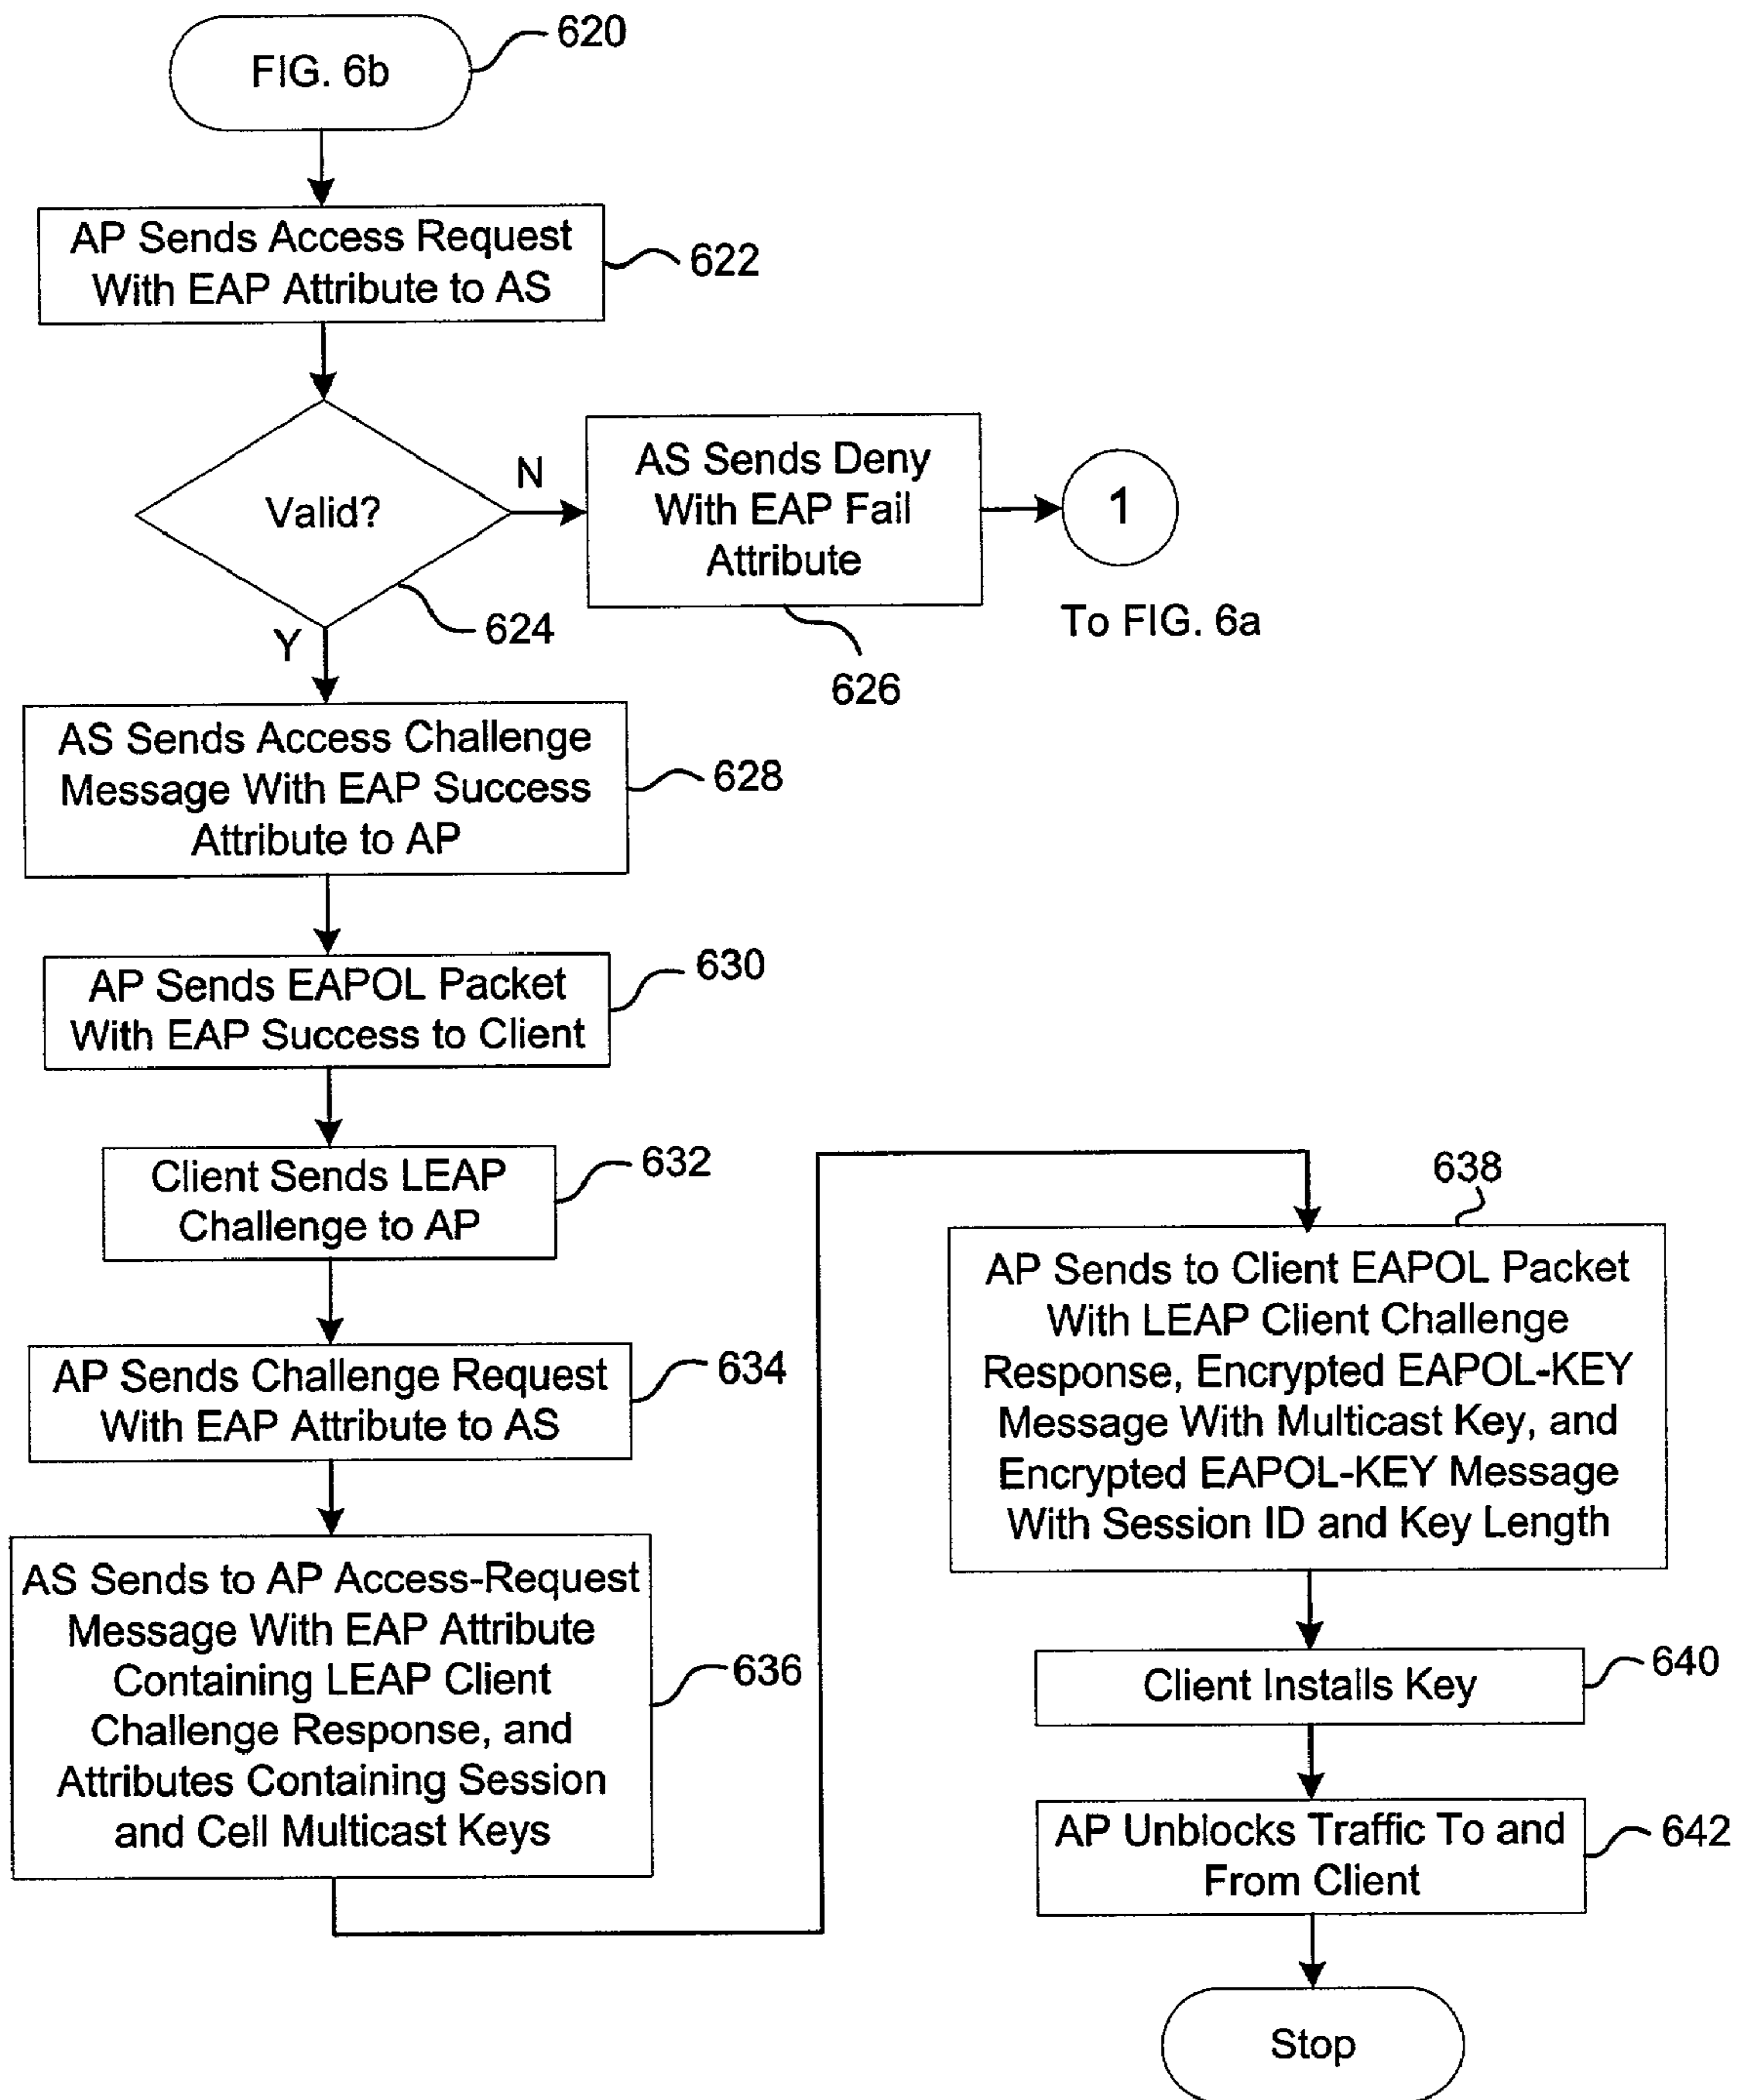 FIG. 6b
620
AP Sends Access Request
With EAP Attribute to AS
622
Valid?
N
Y
624
AS Sends Deny
With EAP Fail
Attribute
626
1
To FIG. 6a
AS Sends Access Challenge
Message With EAP Success
Attribute to AP
628
AP Sends EAPOL Packet
With EAP Success to Client
630
Client Sends LEAP
Challenge to AP
632
AP Sends Challenge Request
With EAP Attribute to AS
634
AS Sends to AP Access-Request
Message With EAP Attribute
Containing LEAP Client
Challenge Response, and
Attributes Containing Session
and Cell Multicast Keys
636
638
AP Sends to Client EAPOL Packet
With LEAP Client Challenge
Response, Encrypted EAPOL-KEY
Message With Multicast Key, and
Encrypted EAPOL-KEY Message
With Session ID and Key Length
Client Installs Key
640
AP Unblocks Traffic To and
From Client
642
Stop